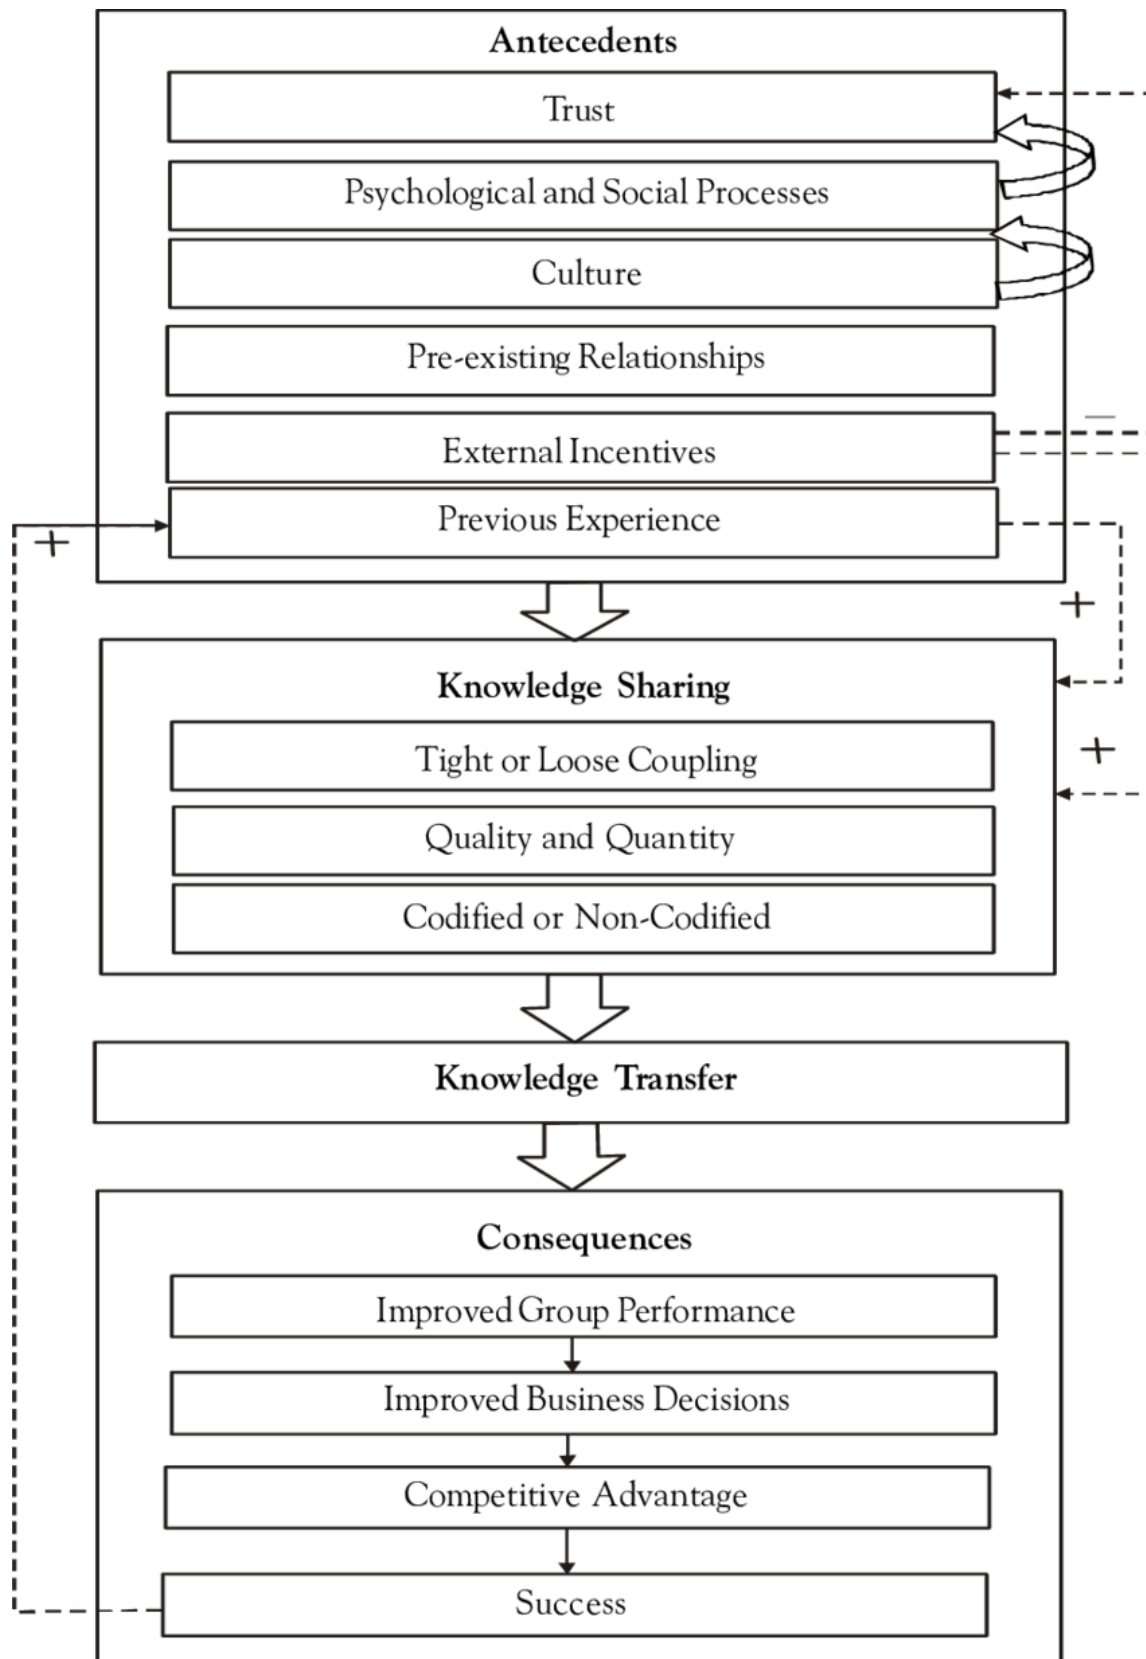 Antecedents
Trust
Psychological and Social Processes
Culture
Pre-existing Relationships
—
External Incentives
Previous Experience
+
+
Knowledge Sharing
+
Tight or Loose Coupling
Quality and Quantity
Codified or Non-Codified
Knowledge Transfer
Consequences
Improved Group Performance
Improved Business Decisions
Competitive Advantage
Success